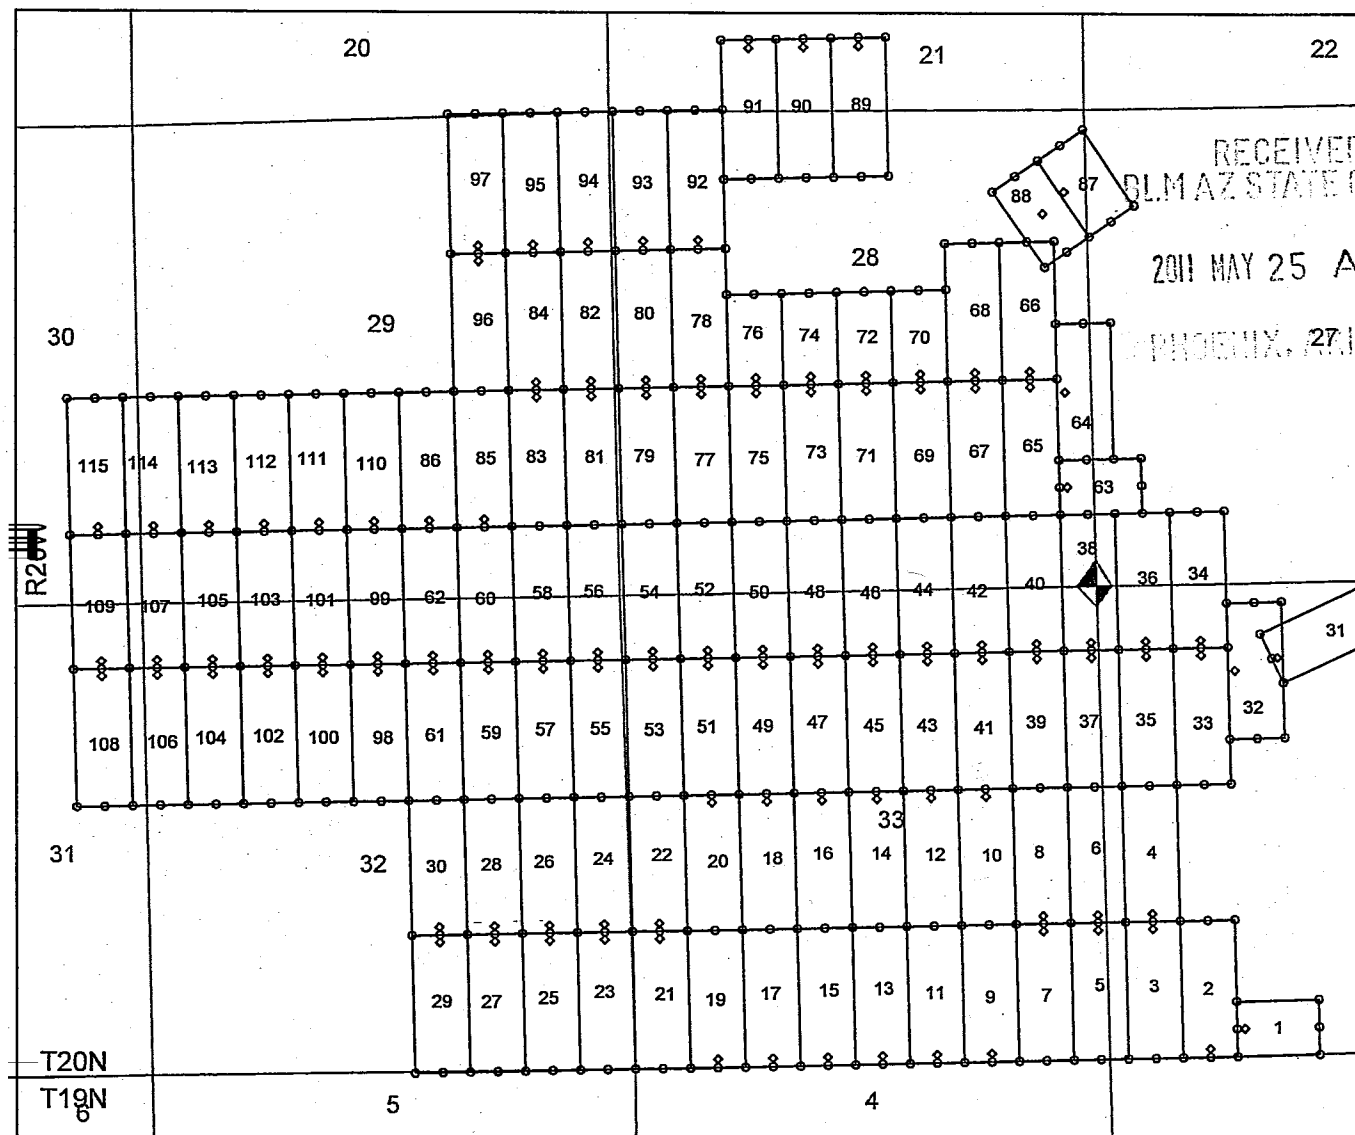 20 21 22
91 90 89
RECEIVED
97 95 94 93 92 88 87
BLM AZ STATE
28
2011 MAY 25 A
30 29 96 84 82 80 78 76 74 72 70 68 66
PHOENIX, 27
115 114 113 112 111 110 86 85 83 81 79 77 75 73 71 69 67 65 64
63
R20W
109 107 105 103 101 99 62 60 58 56 54 52 50 48 46 44 42 40 38 36 34
31
108 106 104 102 100 98 61 59 57 55 53 51 49 47 45 43 41 39 37 35 33 32
33
31 32 30 28 26 24 22 20 18 16 14 12 10 8 6 4
29 27 25 23 21 19 17 15 13 11 9 7 5 3 2 1
T20N
T19N
6 5 4